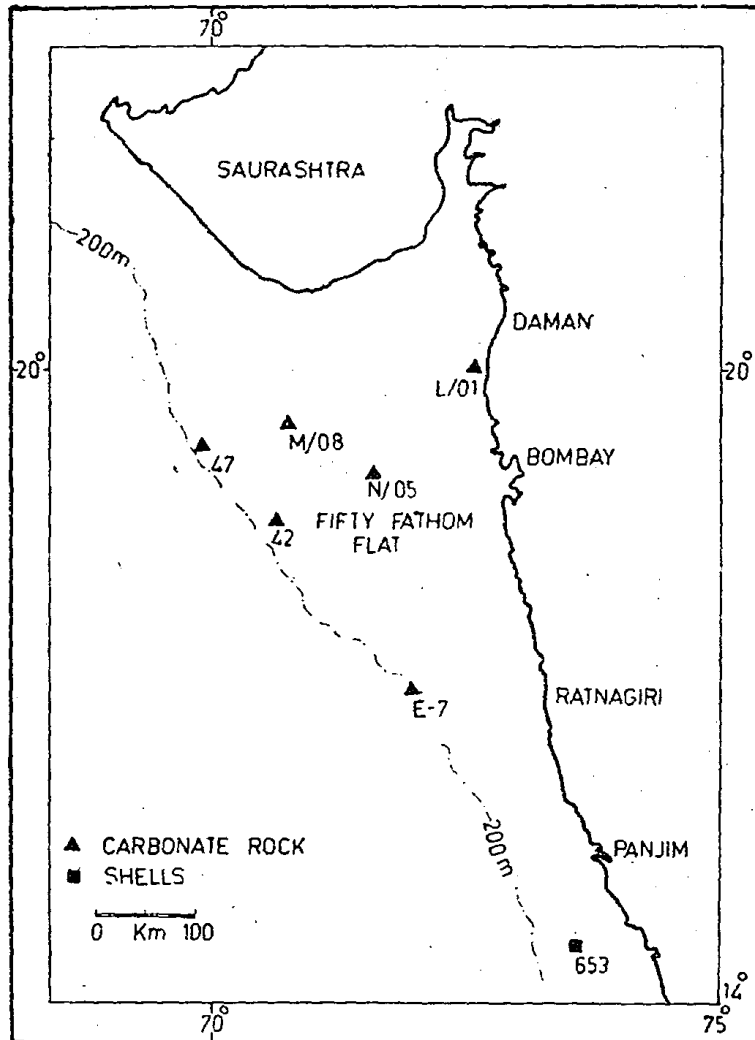 70°
SAURASHTRA
200m
DAMAN
20°
20°
L/01
M/08
47
BOMBAY
N/05
42
FIFTY FATHOM
FLAT
E-7
RATNAGIRI
200m
▲ CARBONATE ROCK
PANJIM
■ SHELLS
0 Km 100
653
14°
70°
75°